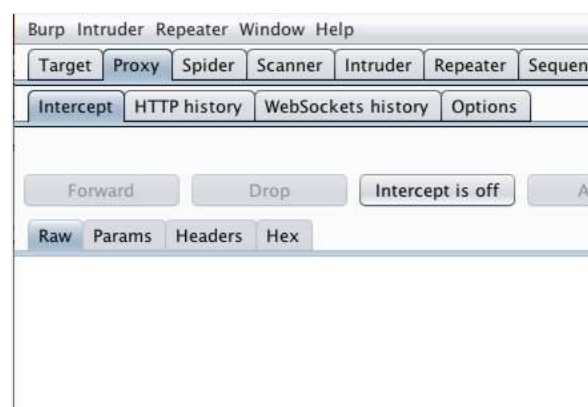 Burp Intruder Repeater Window Help
Target Proxy Spider Scanner Intruder Repeater Sequen
Intercept HTTP history WebSockets history Options
Forward Drop Intercept is off A
Raw Params Headers Hex